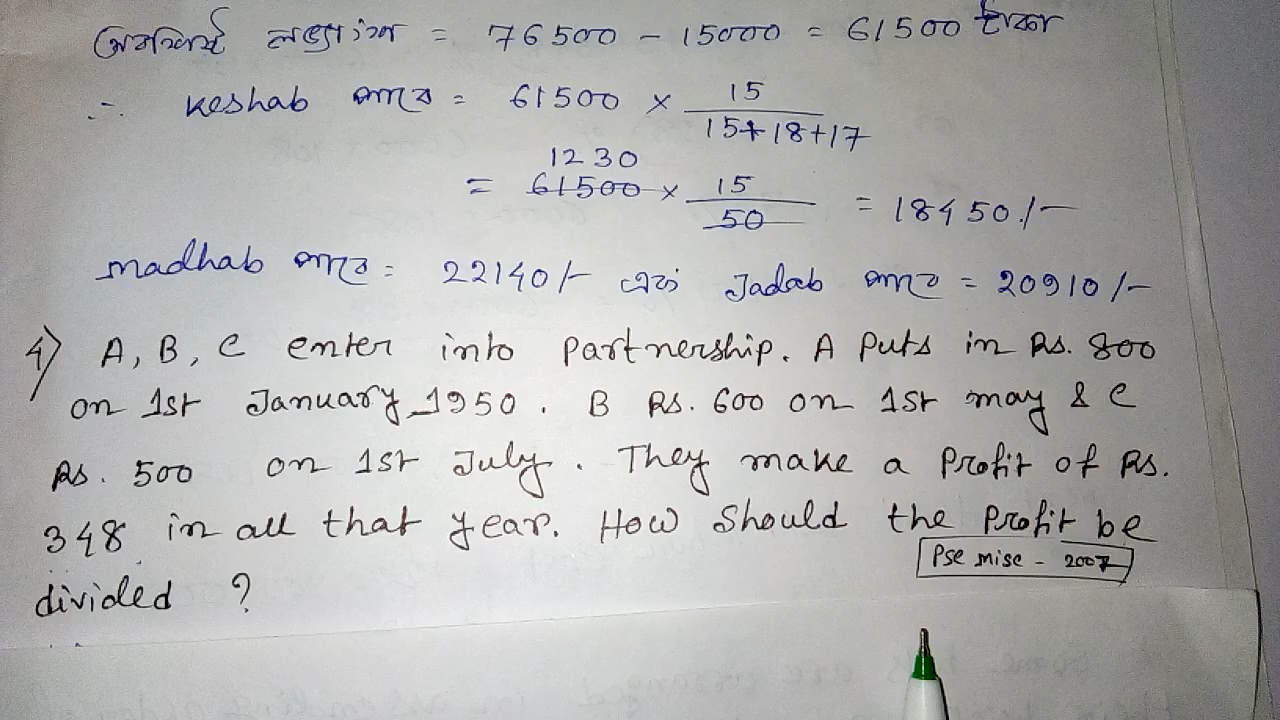 অবশিষ্ট লভ্যাংশ = 76500 - 15000 = 61500 টাকা
∴ Keshab পাবে = 61500 × 15 / 15+18+17
1230
= 61500 × 15 / 50 = 18450/-
madhab পাবে = 22140/- এবং Jadab পাবে = 20910/-
4) A, B, C enter into partnership. A puts in Rs. 800
on 1st January 1950. B Rs. 600 on 1st may & C
Rs. 500 on 1st July. They make a Profit of Rs.
348 in all that year. How should the Profit be
divided ?
Psc misc - 2007